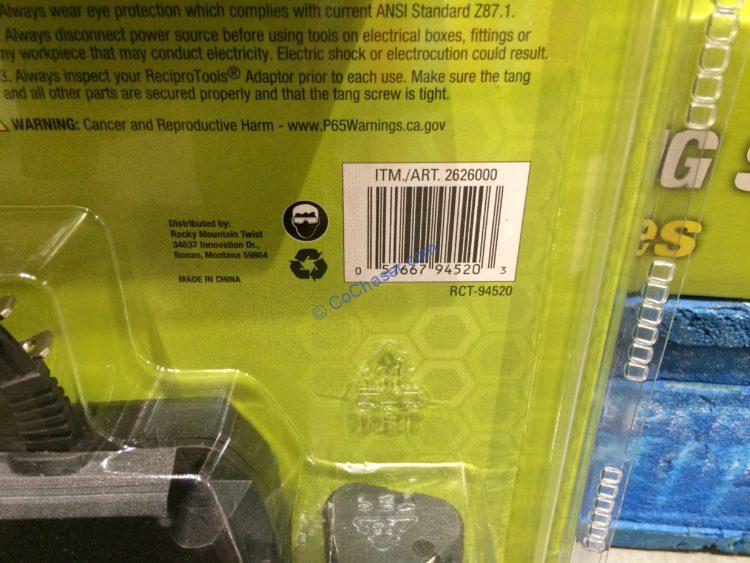 Always wear eye protection which complies with current ANSI Standard Z87.1.
Always disconnect power source before using tools on electrical boxes, fittings or
any workpiece that may conduct electricity. Electric shock or electrocution could result.
3. Always inspect your ReciproTools® Adaptor prior to each use. Make sure the tang
and all other parts are secured properly and that the tang screw is tight.
WARNING: Cancer and Reproductive Harm - www.P65Warnings.ca.gov
ITM./ART. 2626000
Distributed by:
Rocky Mountain Twist
34837 Innovation Dr.,
Ronan, Montana 59864
MADE IN CHINA
0 51667 94520 3
RCT-94520
© CoChaser.com
G S
es